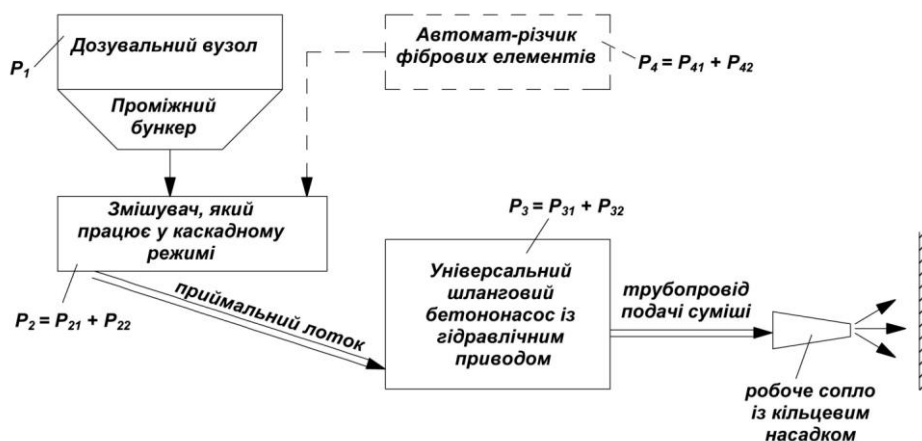 Дозувальний вузол
P₁
Проміжний
бункер
Автомат-різчик
фібрових елементів
P₄ = P₄₁ + P₄₂
Змішувач, який
працює у каскадному
режимі
P₂ = P₂₁ + P₂₂
приймальний лоток
P₃ = P₃₁ + P₃₂
Універсальний
шланговий
бетононасос із
гідравлічним
приводом
трубопровід
подачі суміші
робоче сопло
із кільцевим
насадком